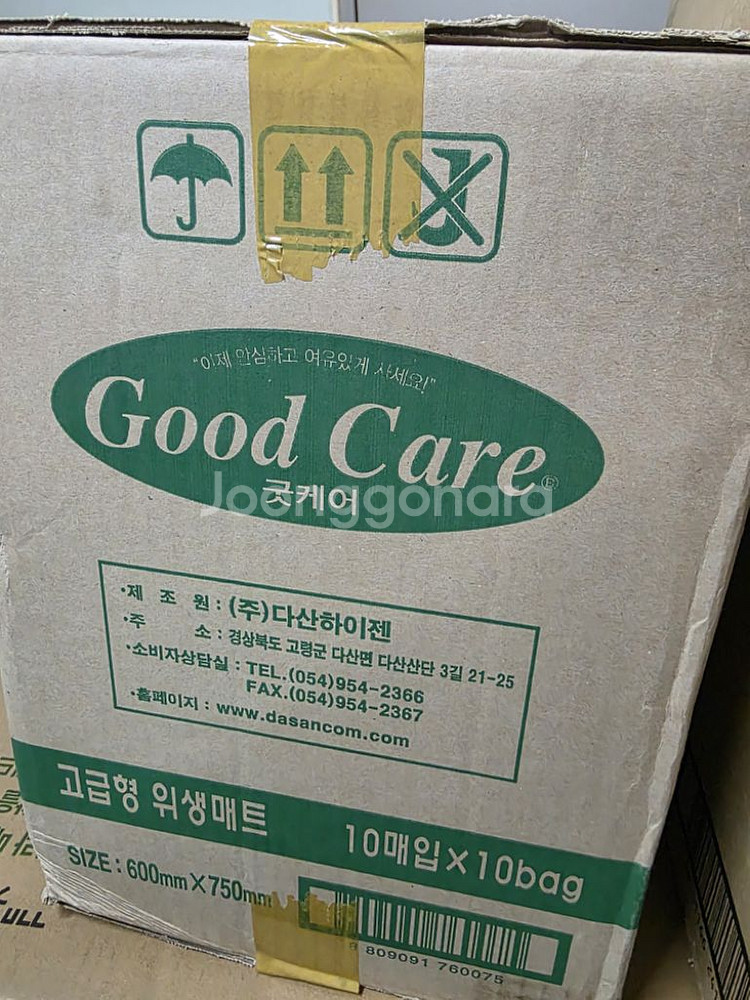 "이제 안심하고 여유있게 사세요!"
Good Care
굿케어
Joonggonara
·제 조 원 : (주)다산하이젠
·주 소 : 경상북도 고령군 다산면 다산산단 3길 21-25
·소비자상담실 : TEL.(054)954-2366
FAX.(054)954-2367
·홈페이지 : www.dasancom.com
고급형 위생매트 10매입×10bag
SIZE : 600mm×750mm
8 809091 760075